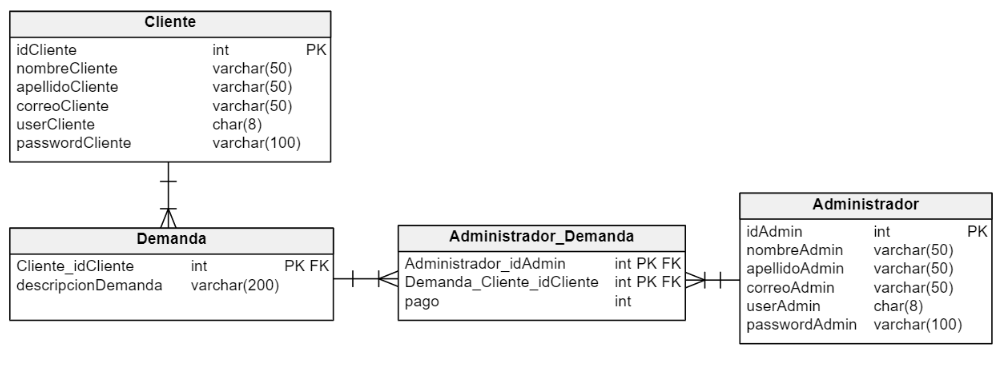 Cliente
idCliente int PK
nombreCliente varchar(50)
apellidoCliente varchar(50)
correoCliente varchar(50)
userCliente char(8)
passwordCliente varchar(100)
Demanda
Cliente_idCliente int PK FK
descripcionDemanda varchar(200)
Administrador_Demanda
Administrador_idAdmin int PK FK
Demanda_Cliente_idCliente int PK FK
pago int
Administrador
idAdmin int PK
nombreAdmin varchar(50)
apellidoAdmin varchar(50)
correoAdmin varchar(50)
userAdmin char(8)
passwordAdmin varchar(100)